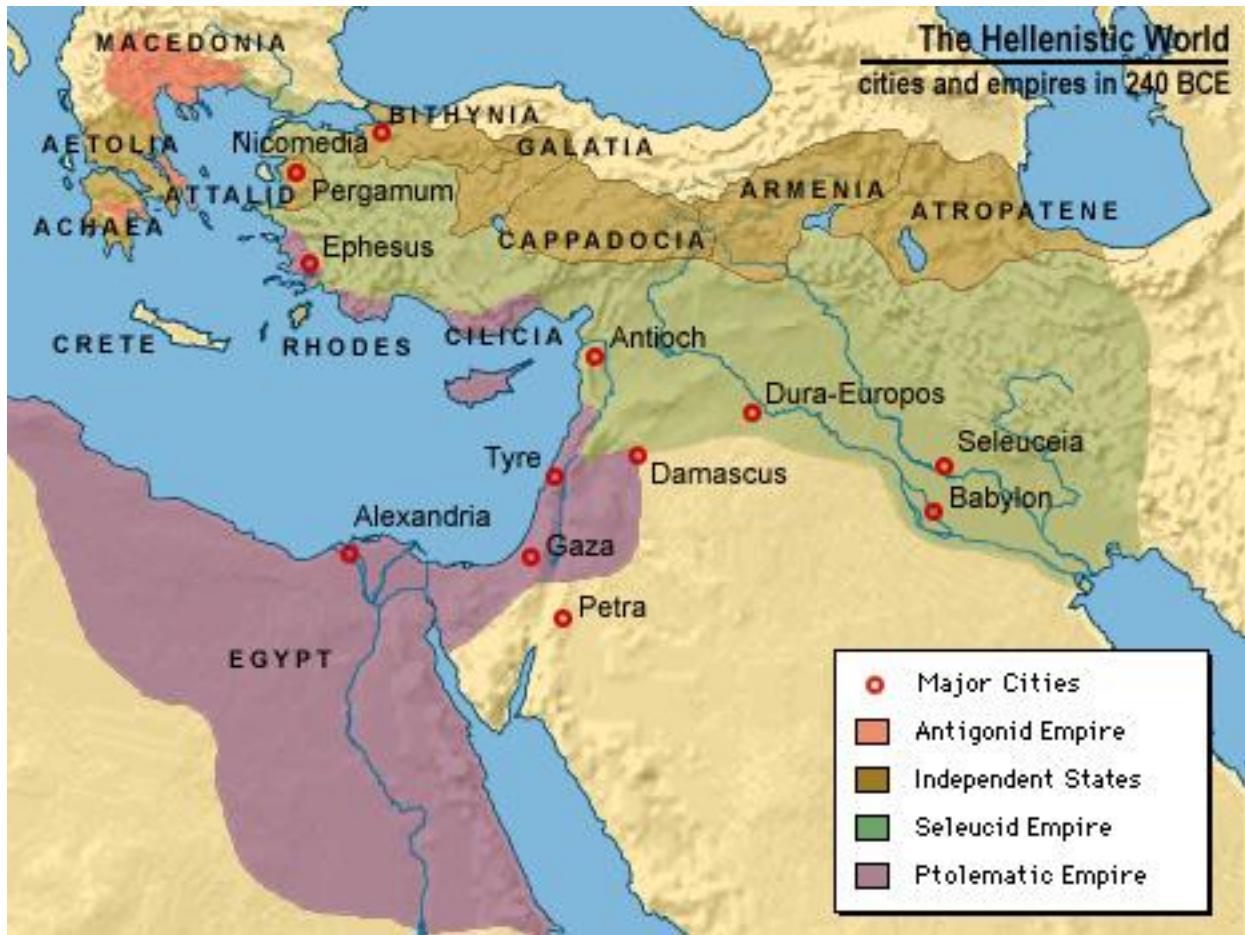 The Hellenistic World
cities and empires in 240 BCE
MACEDONIA
BITHYNIA
AETOLIA
Nicomedia
GALATIA
ATTALID
Pergamum
ARMENIA
ATROPATENE
ACHAEA
Ephesus
CAPPADOCIA
CRETE
RHODES
CILICIA
Antioch
Dura-Europos
Tyre
Damascus
Seleuceia
Babylon
Alexandria
Gaza
Petra
EGYPT
Major Cities
Antigonid Empire
Independent States
Seleucid Empire
Ptolematic Empire